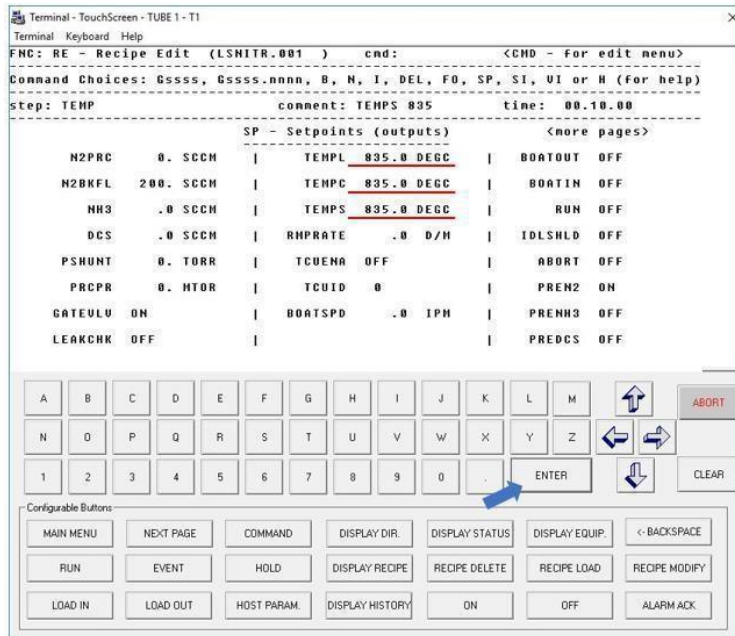 Terminal - TouchScreen - TUBE 1 - T1
Terminal Keyboard Help
FNC: RE - Recipe Edit (LSNITR.001 ) cmd: <CMD - for edit menu>
Command Choices: Gssss, Gssss.nnnn, B, N, I, DEL, FO, SP, SI, VI or H (for help)
step: TEMP comment: TEMPS 835 time: 00.10.00
SP - Setpoints (outputs) <more pages>
N2PRC 0. SCCM | TEMPL 835.0 DEGC | BOATOUT OFF
N2BKFL 200. SCCM | TEMPC 835.0 DEGC | BOATIN OFF
NH3 .0 SCCM | TEMPS 835.0 DEGC | RUN OFF
DCS .0 SCCM | RMPRATE .0 D/M | IDLSHLD OFF
PSHUNT 0. TORR | TCUENA OFF | ABORT OFF
PRCPR 0. MTOR | TCUID 0 | PREN2 ON
GATEVLV ON | BOATSPD .0 IPM | PRENH3 OFF
LEAKCHK OFF | | PREDCS OFF
A B C D E F G H I J K L M ABORT
N O P Q R S T U V W X Y Z
1 2 3 4 5 6 7 8 9 0 . ENTER CLEAR
Configurable Buttons
MAIN MENU NEXT PAGE COMMAND DISPLAY DIR. DISPLAY STATUS DISPLAY EQUIP. <- BACKSPACE
RUN EVENT HOLD DISPLAY RECIPE RECIPE DELETE RECIPE LOAD RECIPE MODIFY
LOAD IN LOAD OUT HOST PARAM. DISPLAY HISTORY ON OFF ALARM ACK